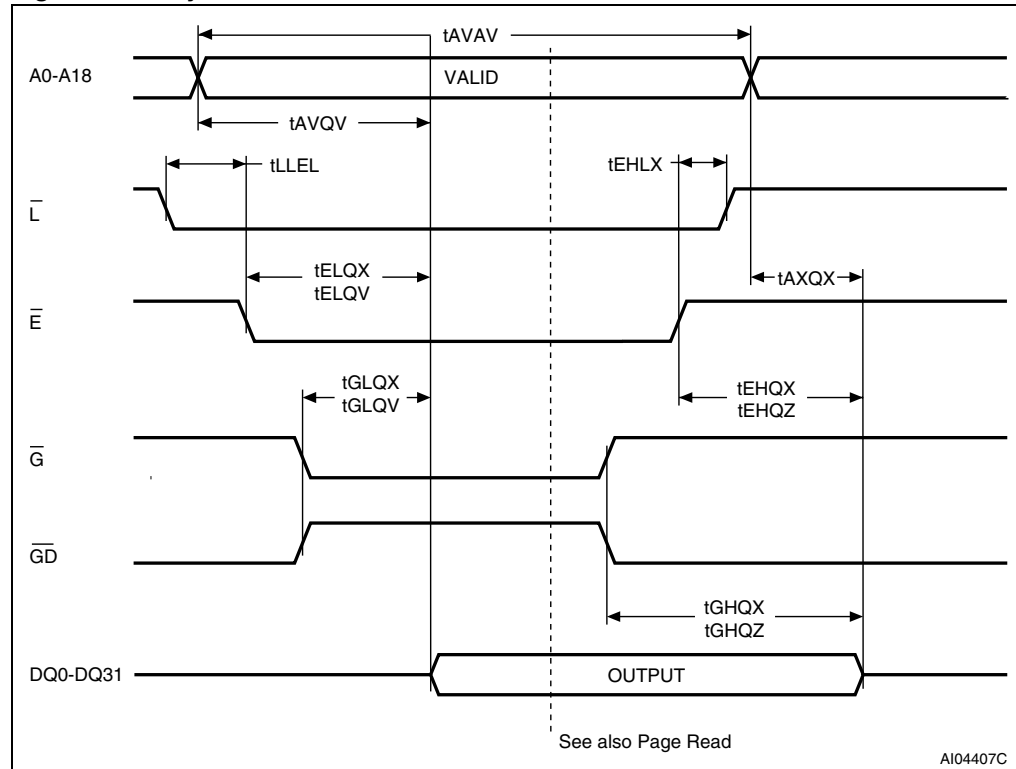 tAVAV
A0-A18
VALID
tAVQV
tLLEL
tEHLX
L̅
tELQX
tELQV
tAXQX
E̅
tGLQX
tGLQV
tEHQX
tEHQZ
G̅
G̅D̅
tGHQX
tGHQZ
DQ0-DQ31
OUTPUT
See also Page Read
AI04407C